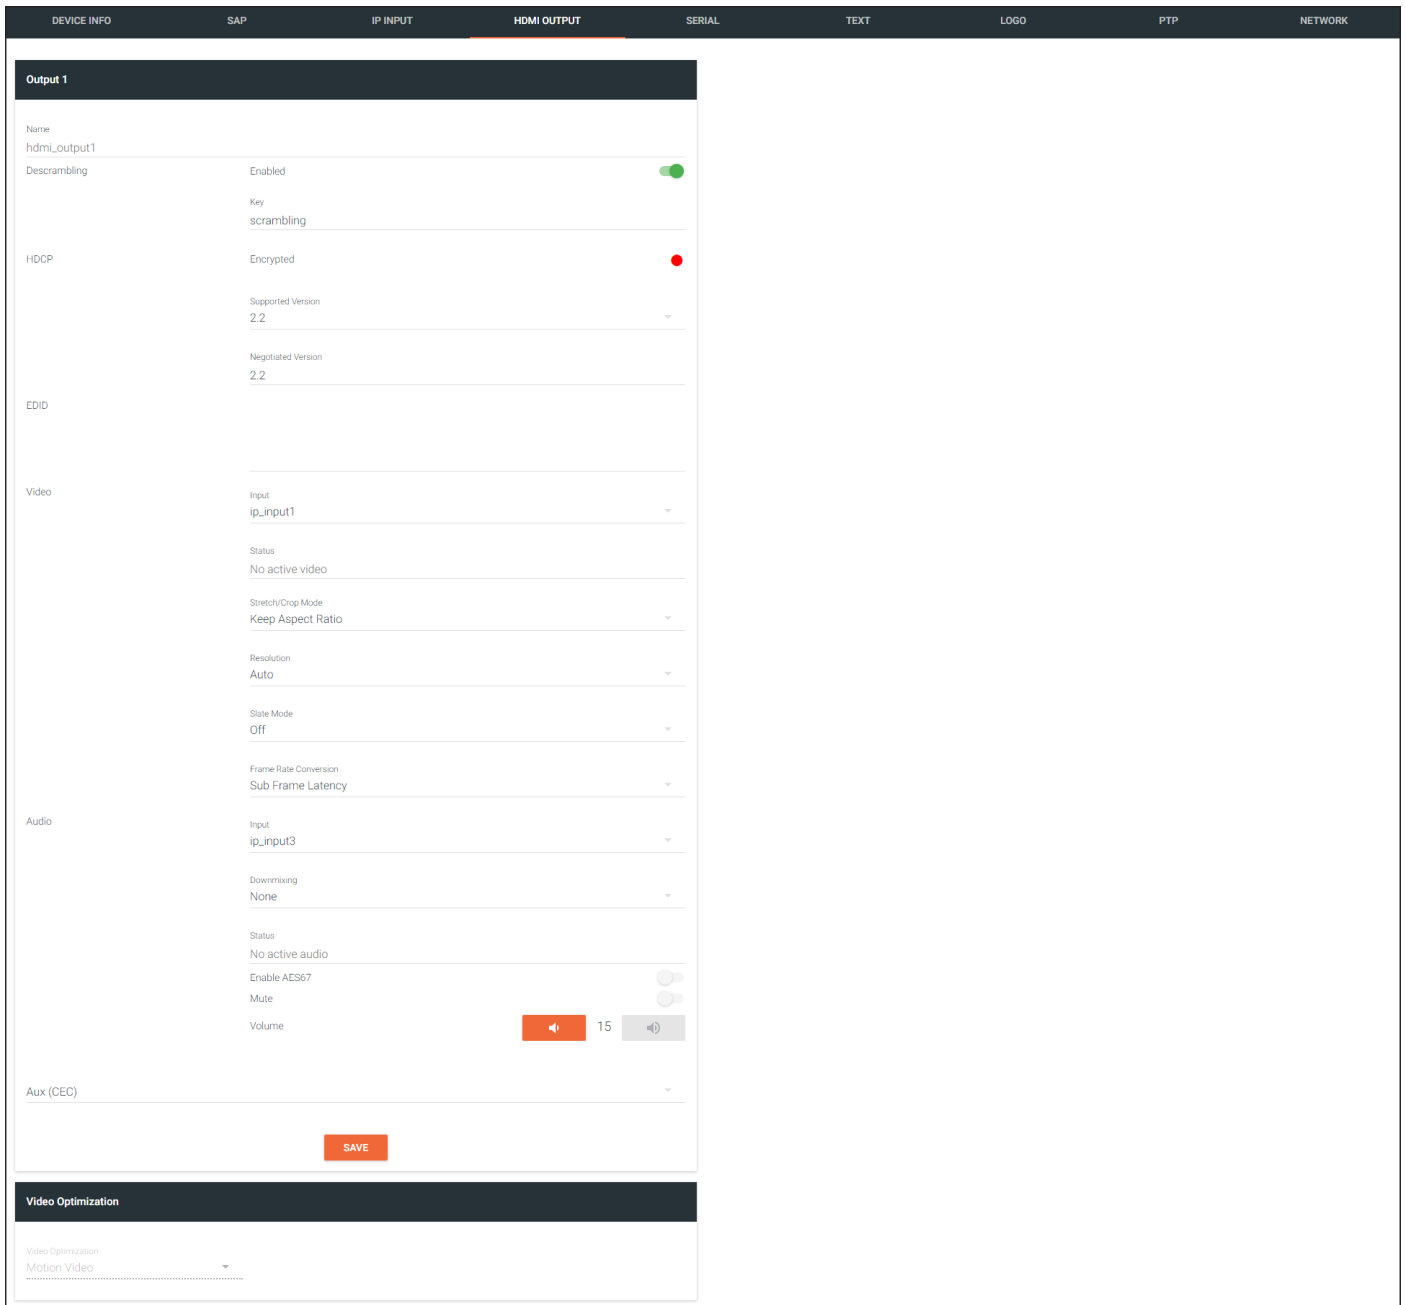 DEVICE INFO SAP IP INPUT HDMI OUTPUT SERIAL TEXT LOGO PTP NETWORK
Output 1
Name
hdmi_output1
Descrambling Enabled
Key
scrambling
HDCP Encrypted
Supported Version
2.2
Negotiated Version
2.2
EDID
Video Input
ip_input1
Status
No active video
Stretch/Crop Mode
Keep Aspect Ratio
Resolution
Auto
Slate Mode
Off
Frame Rate Conversion
Sub Frame Latency
Audio Input
ip_input3
Downmixing
None
Status
No active audio
Enable AES67
Mute
Volume 15
Aux (CEC)
SAVE
Video Optimization
Video Optimization
Motion Video